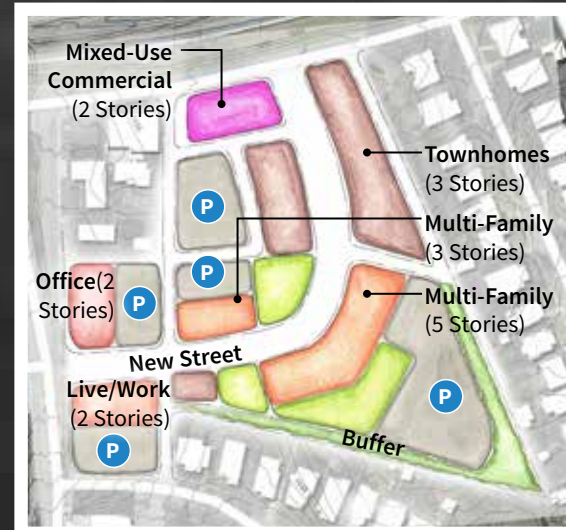 Mixed-Use
Commercial
(2 Stories)
Townhomes
(3 Stories)
P
Multi-Family
(3 Stories)
P
Office(2
Stories)
P
Multi-Family
(5 Stories)
New Street
Live/Work
(2 Stories)
P
P
Buffer